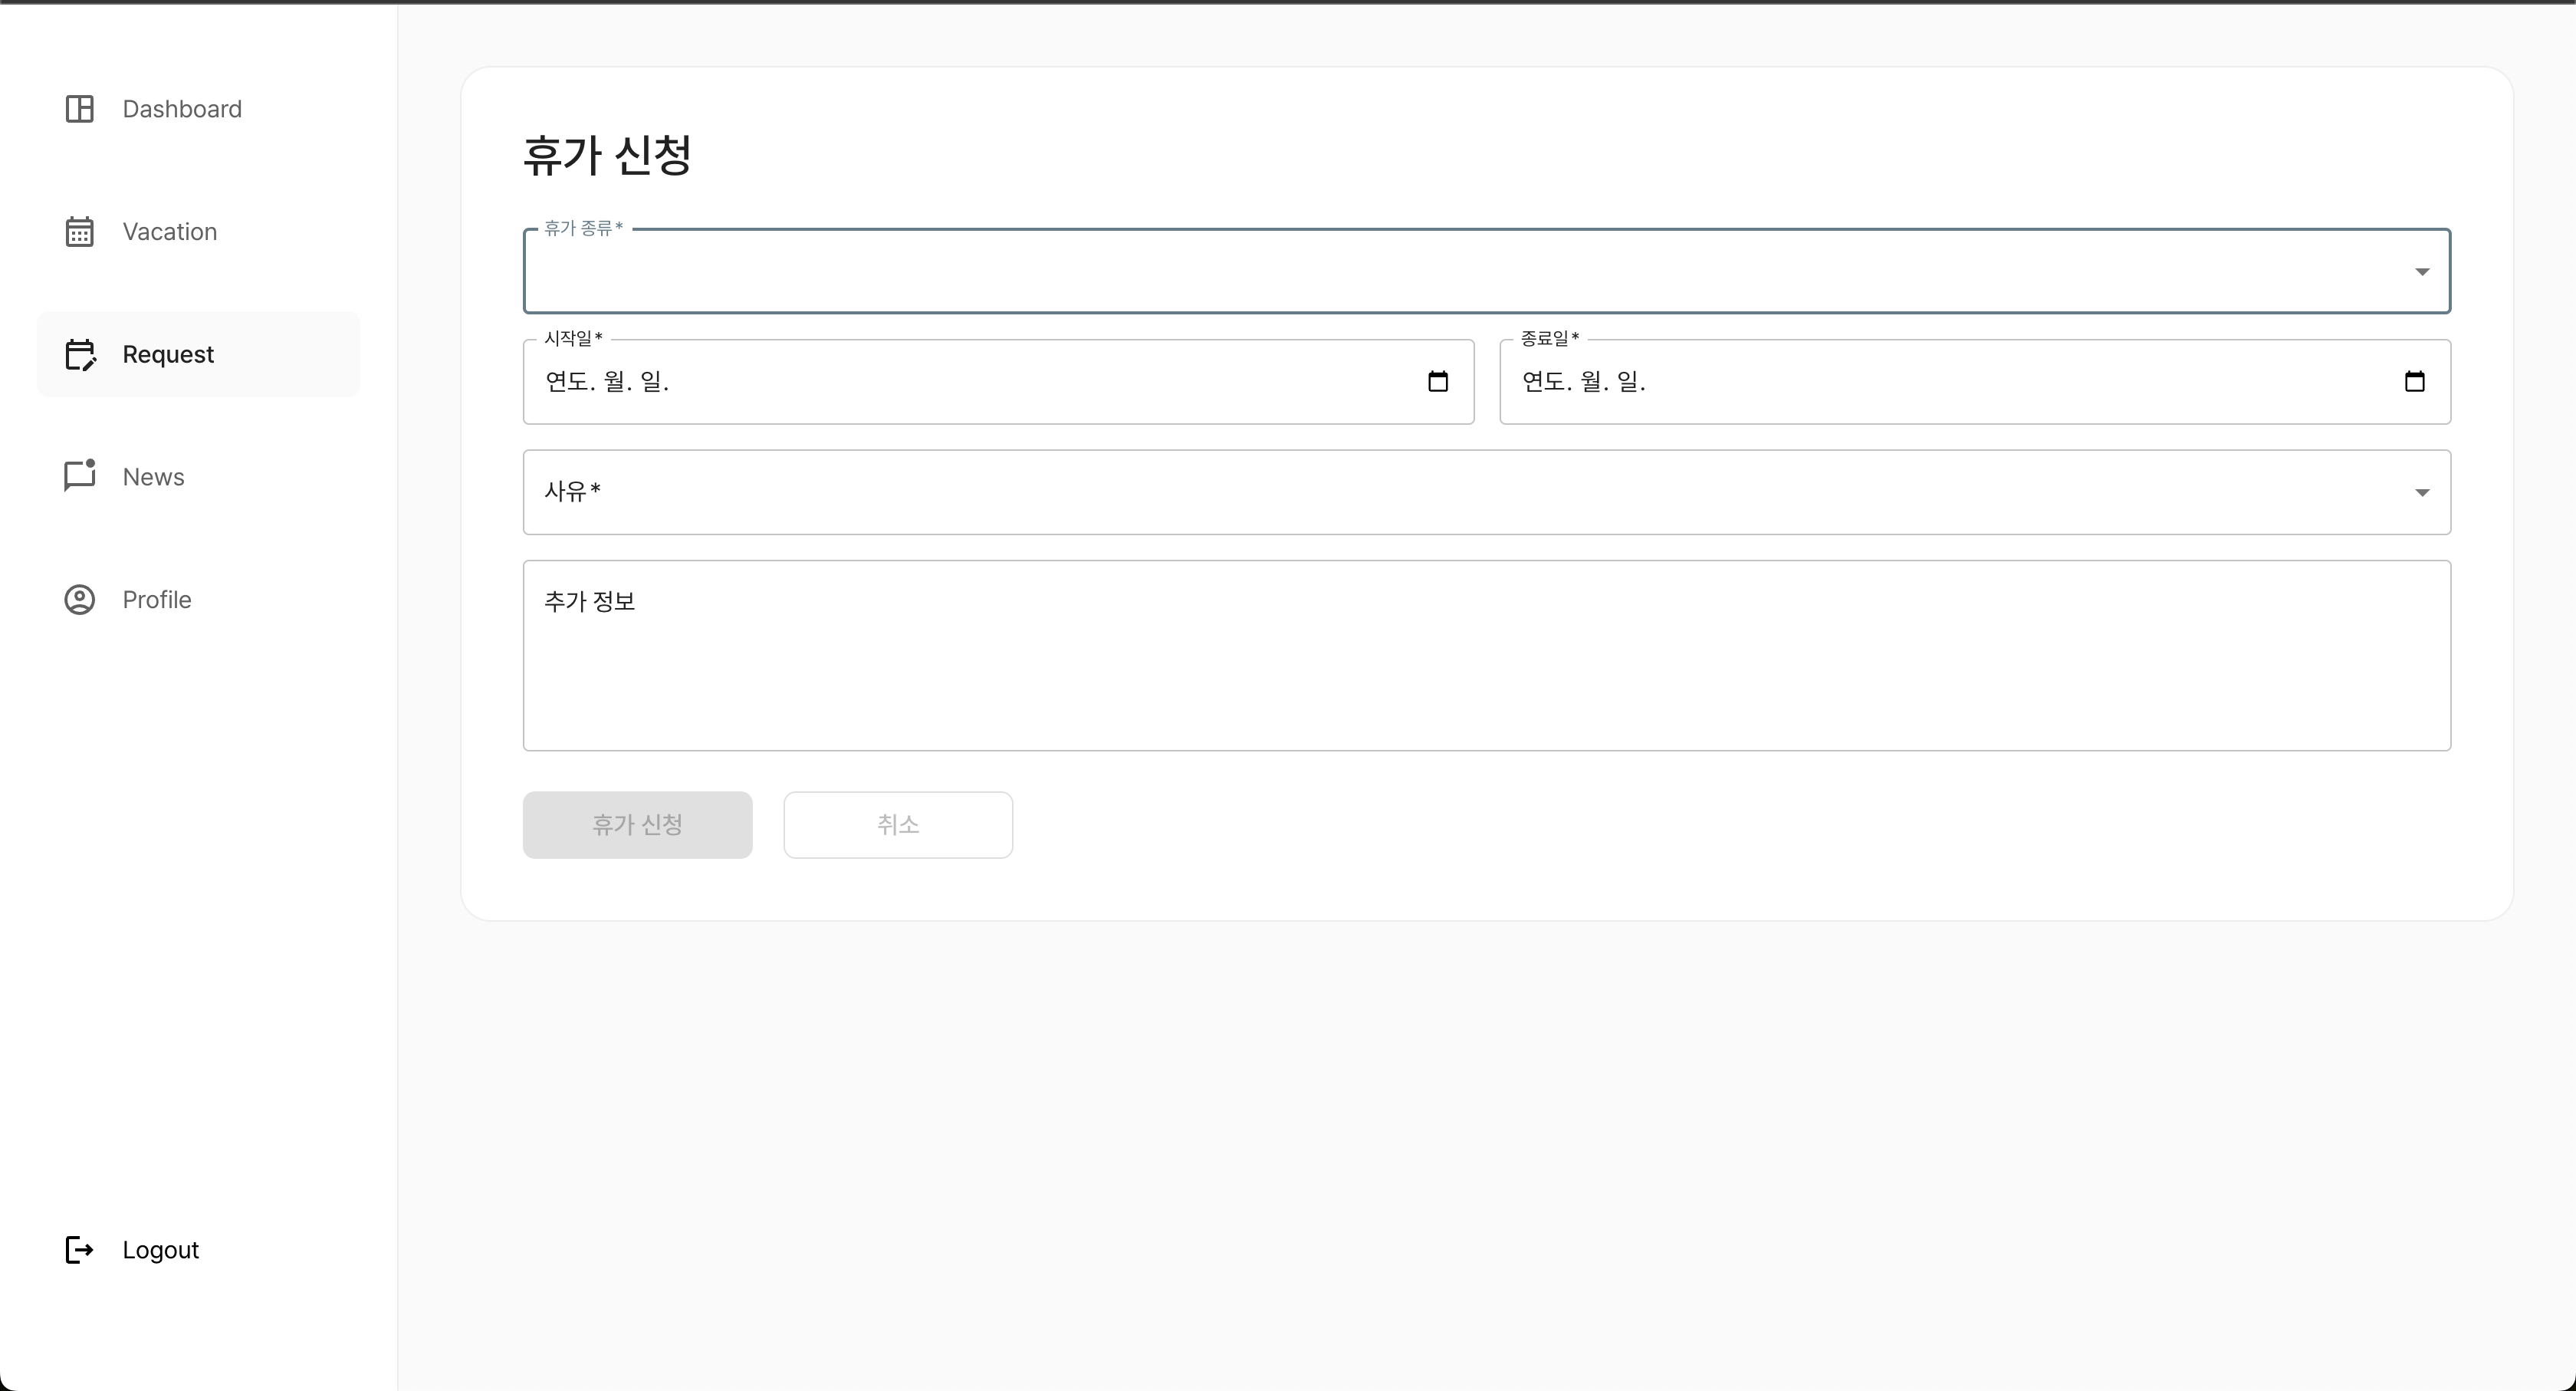 Dashboard
Vacation
Request
News
Profile
Logout
휴가 신청
휴가 종류 *
시작일 *
연도. 월. 일.
종료일 *
연도. 월. 일.
사유 *
추가 정보
휴가 신청
취소